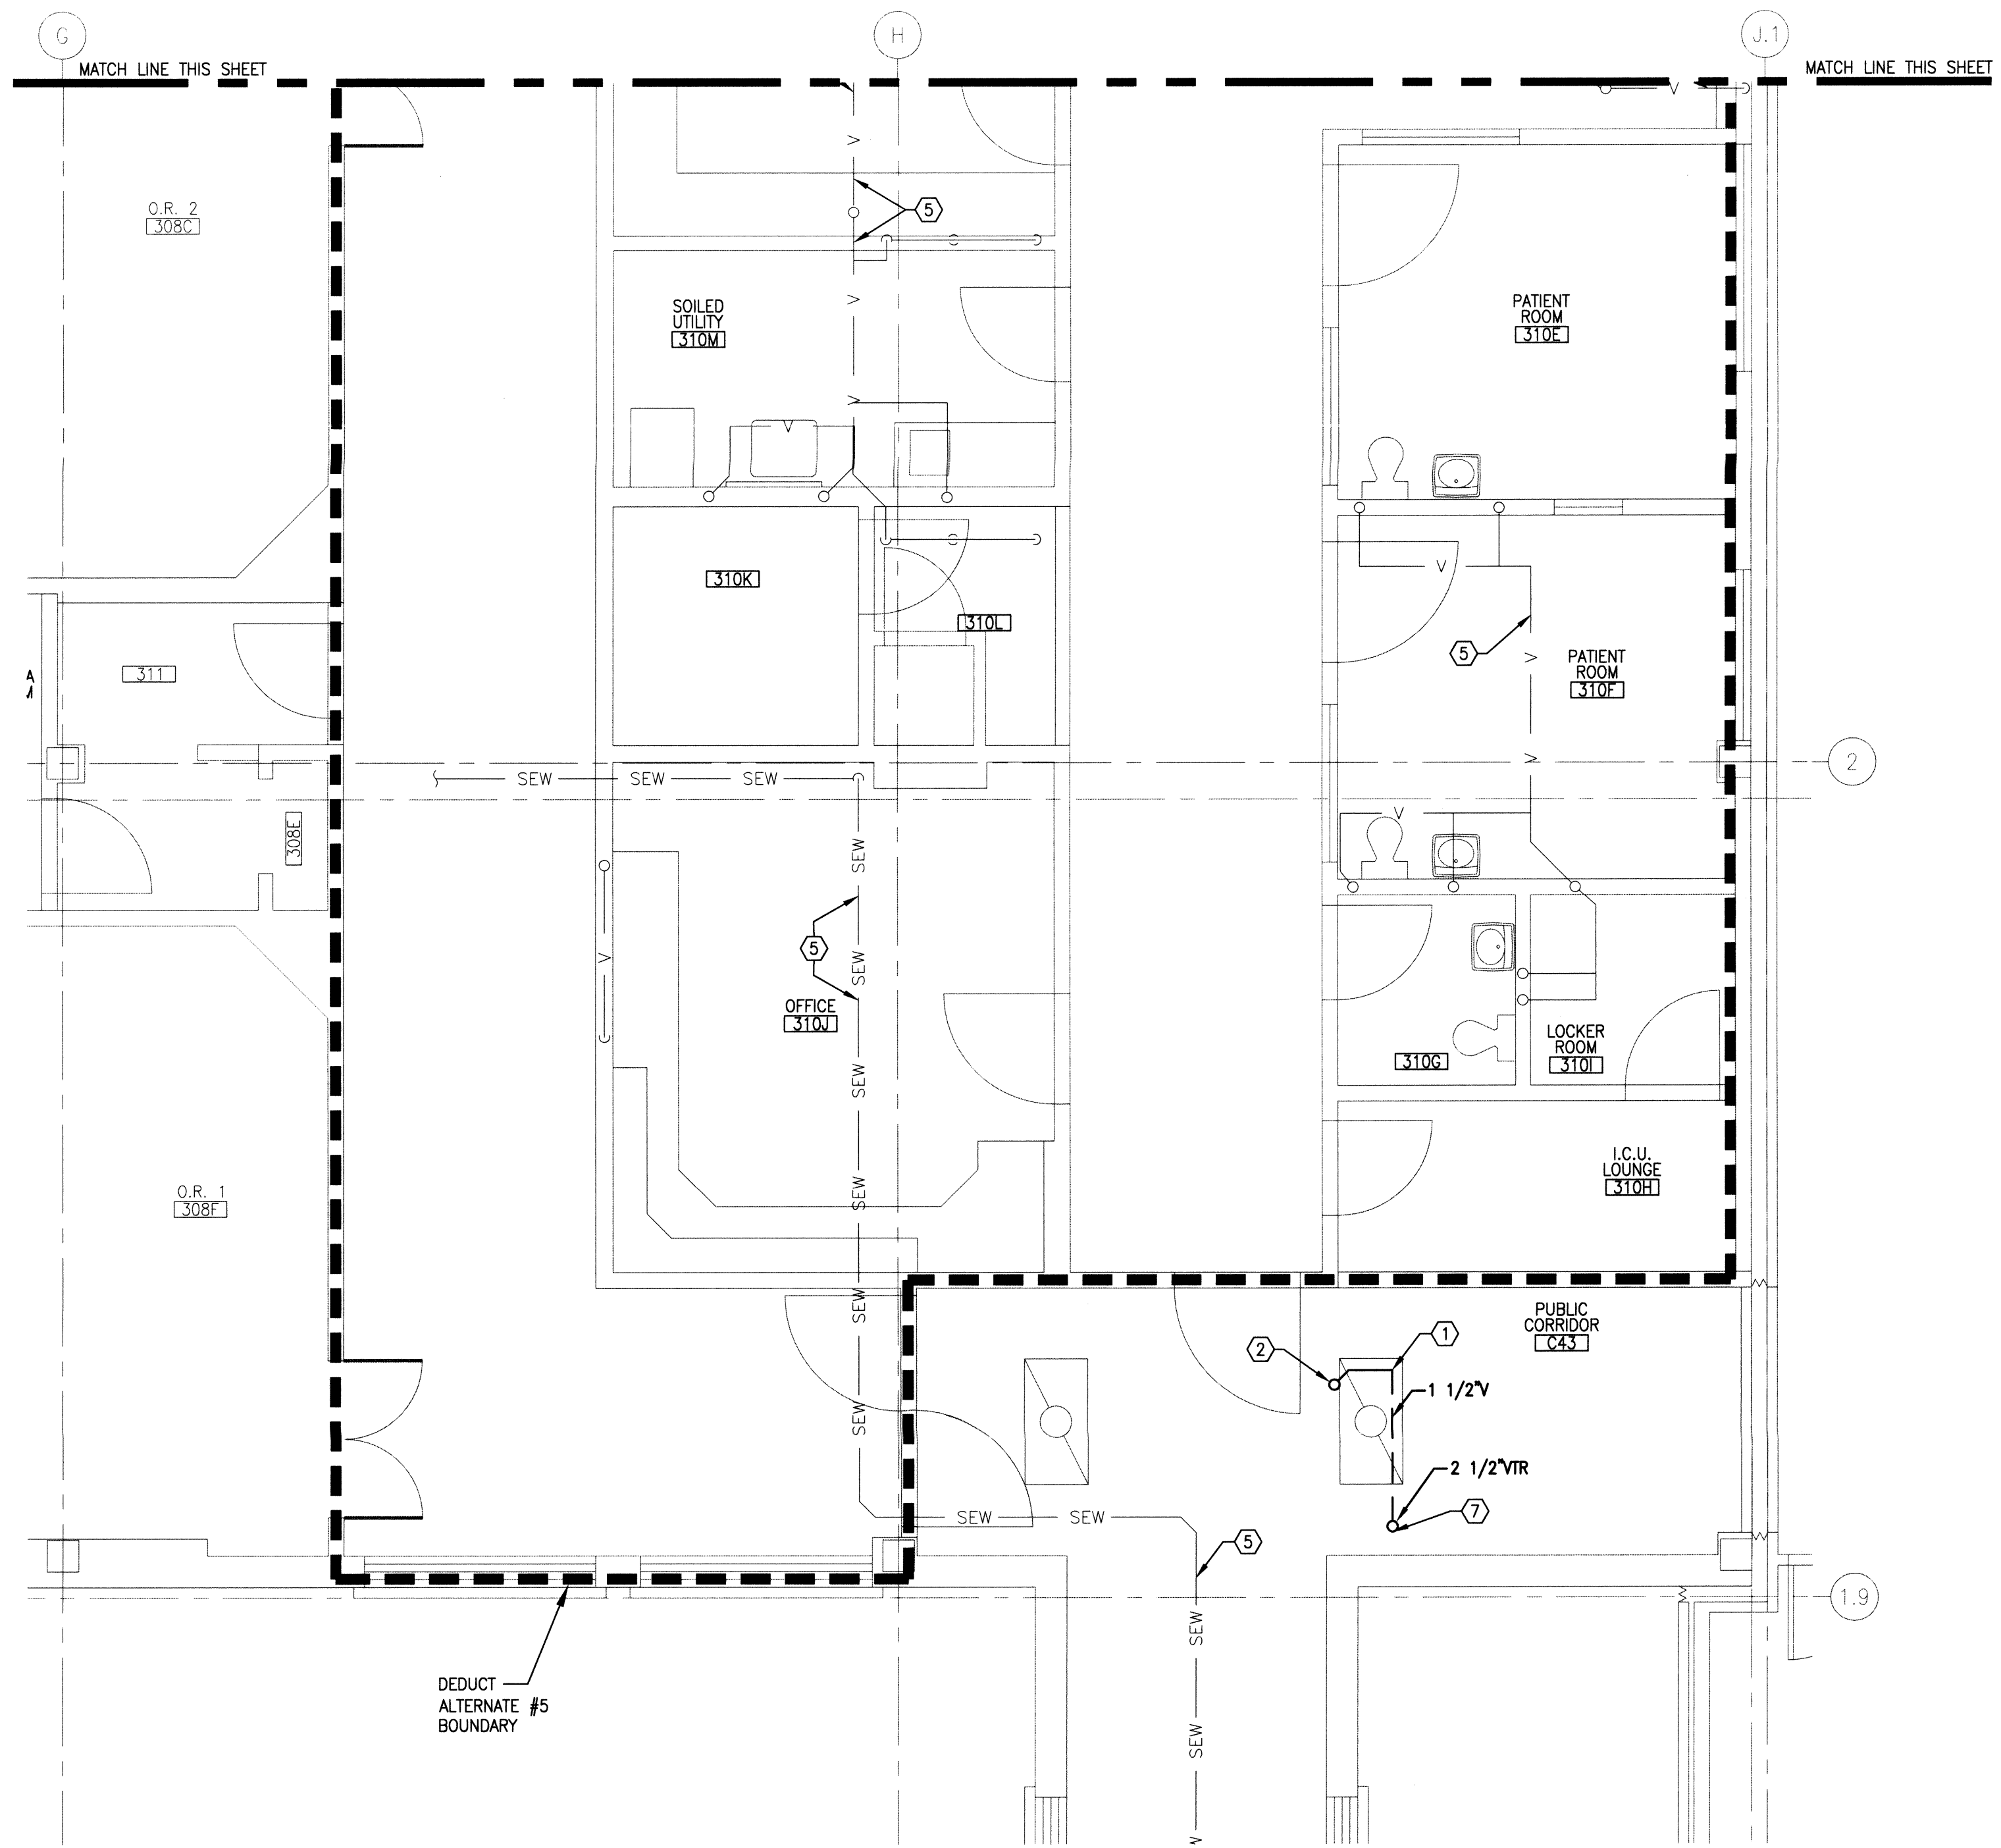 G
H
J.1
MATCH LINE THIS SHEET
MATCH LINE THIS SHEET
V
V
5
O.R. 2
308C
SOILED
UTILITY
310M
V
V
V
PATIENT
ROOM
310E
310K
310L
V
5
V
PATIENT
ROOM
310F
A
M
311
SEW
SEW
SEW
V
2
308E
SEW
V
5
V
SEW
OFFICE
310J
SEW
310G
LOCKER
ROOM
310I
O.R. 1
308F
SEW
I.C.U.
LOUNGE
310H
SEW
PUBLIC
CORRIDOR
C43
2
1
1 1/2"V
SEW
2 1/2"VTR
7
SEW
SEW
5
1.9
SEW
DEDUCT
ALTERNATE #5
BOUNDARY
SEW
W